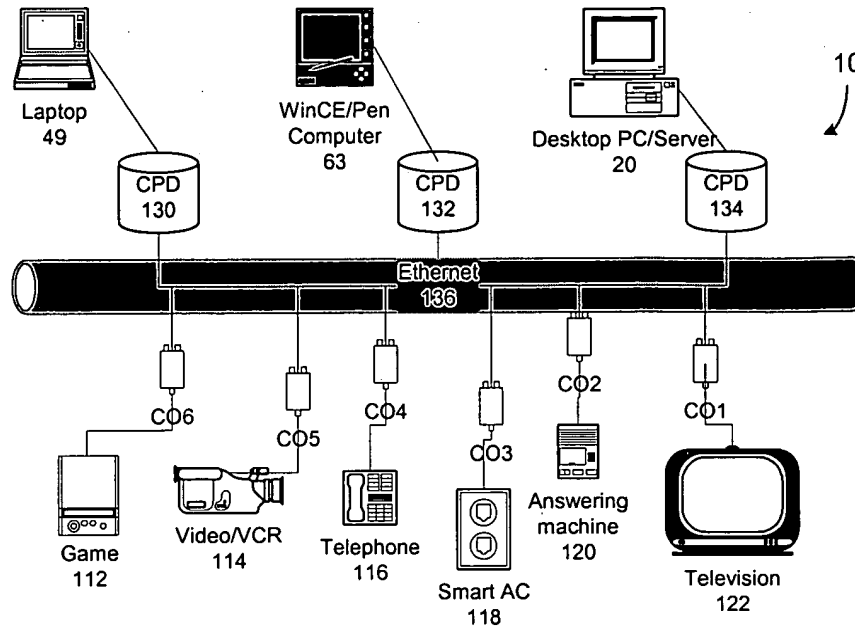 Laptop
49
WinCE/Pen
Computer
63
Desktop PC/Server
20
10
CPD
130
CPD
132
CPD
134
Ethernet
136
CO6
CO5
CO4
CO3
CO2
CO1
Game
112
Video/VCR
114
Telephone
116
Smart AC
118
Answering
machine
120
Television
122